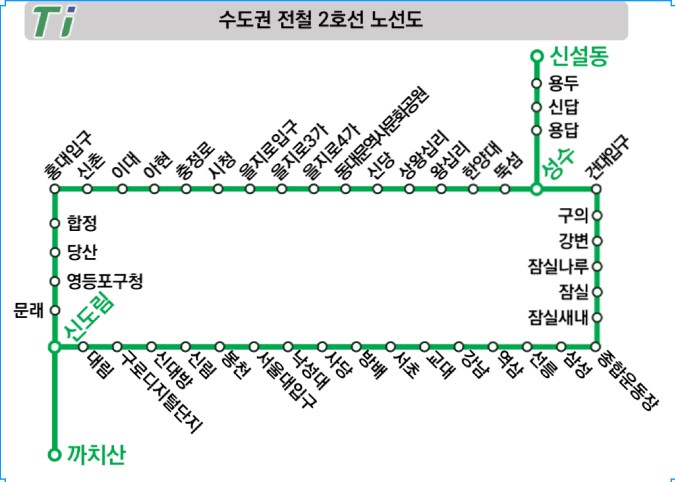 Ti
수도권 전철 2호선 노선도
신설동
용두
신답
용답
홍대입구
신촌
이대
아현
충정로
시청
을지로입구
을지로3가
을지로4가
동대문역사문화공원
신당
상왕십리
왕십리
한양대
뚝섬
성수
건대입구
합정
당산
영등포구청
문래
신도림
구의
강변
잠실나루
잠실
잠실새내
대림
구로디지털단지
신대방
신림
봉천
서울대입구
낙성대
사당
방배
서초
교대
강남
역삼
선릉
삼성
종합운동장
까치산